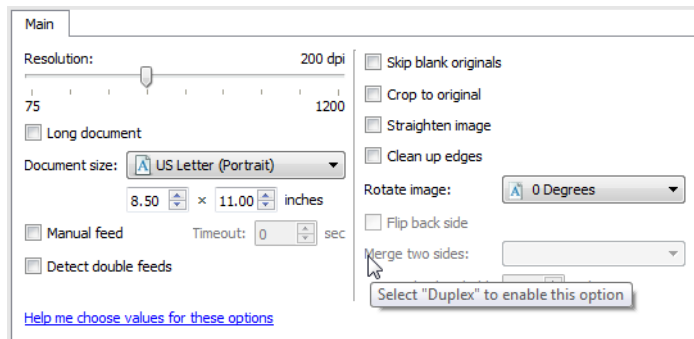 Main
Resolution: 200 dpi
75 1200
Long document
Document size: US Letter (Portrait)
8.50 × 11.00 inches
Manual feed Timeout: 0 sec
Detect double feeds
Help me choose values for these options
Skip blank originals
Crop to original
Straighten image
Clean up edges
Rotate image: 0 Degrees
Flip back side
Merge two sides:
Select "Duplex" to enable this option